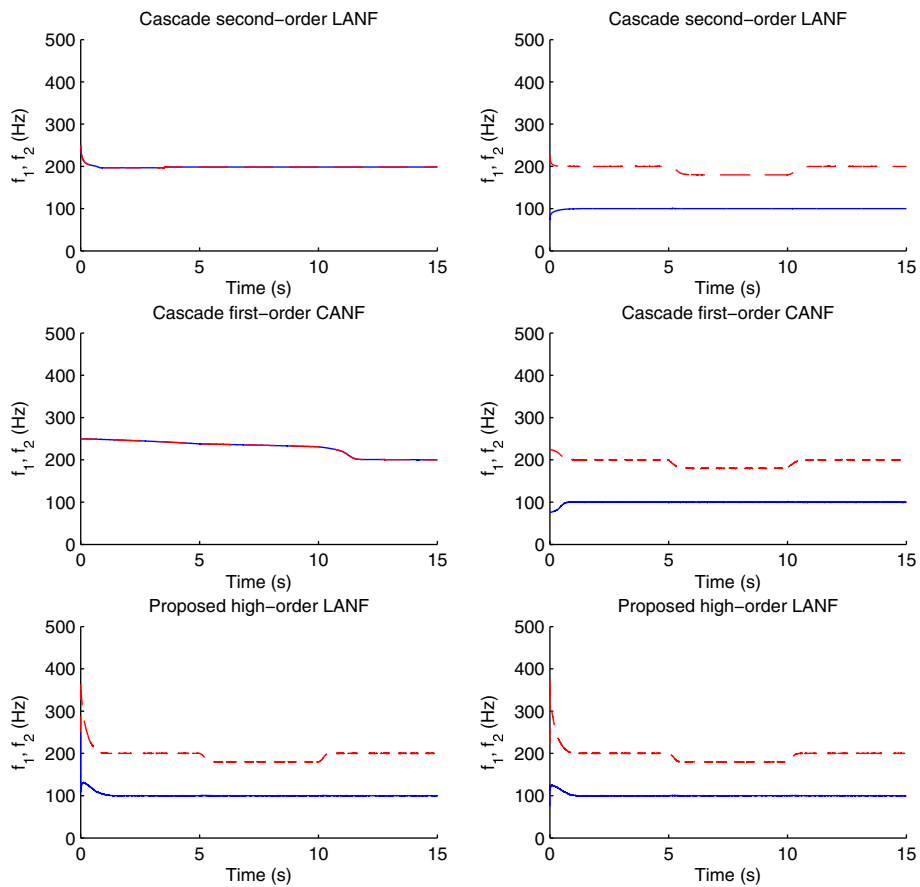 Cascade second−order LANF
500
400
300
200
100
0
f₁, f₂ (Hz)
0 5 10 15
Time (s)
Cascade second−order LANF
500
400
300
200
100
0
f₁, f₂ (Hz)
0 5 10 15
Time (s)
Cascade first−order CANF
500
400
300
200
100
0
f₁, f₂ (Hz)
0 5 10 15
Time (s)
Cascade first−order CANF
500
400
300
200
100
0
f₁, f₂ (Hz)
0 5 10 15
Time (s)
Proposed high−order LANF
500
400
300
200
100
0
f₁, f₂ (Hz)
0 5 10 15
Time (s)
Proposed high−order LANF
500
400
300
200
100
0
f₁, f₂ (Hz)
0 5 10 15
Time (s)